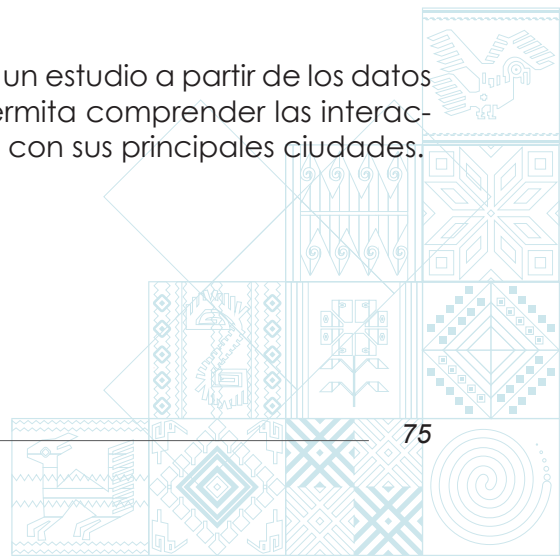 un estudio a partir de los datos
ermita comprender las interac-
con sus principales ciudades.
75